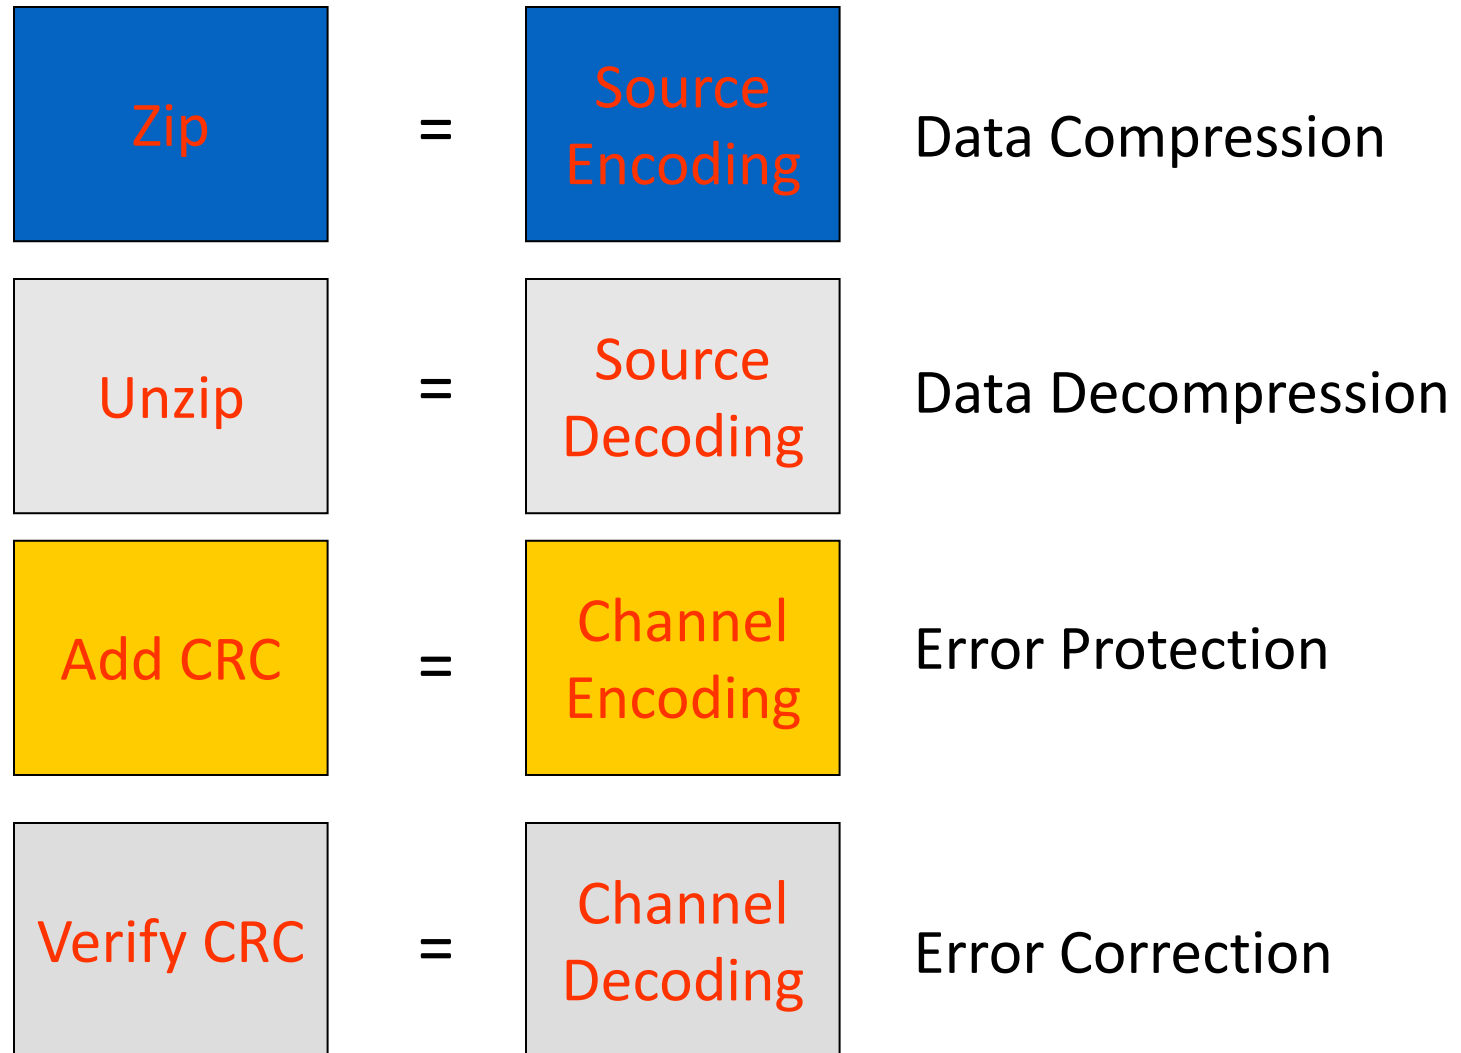 Zip
=
Source
Encoding
Data Compression
Unzip
=
Source
Decoding
Data Decompression
Add CRC
=
Channel
Encoding
Error Protection
Verify CRC
=
Channel
Decoding
Error Correction